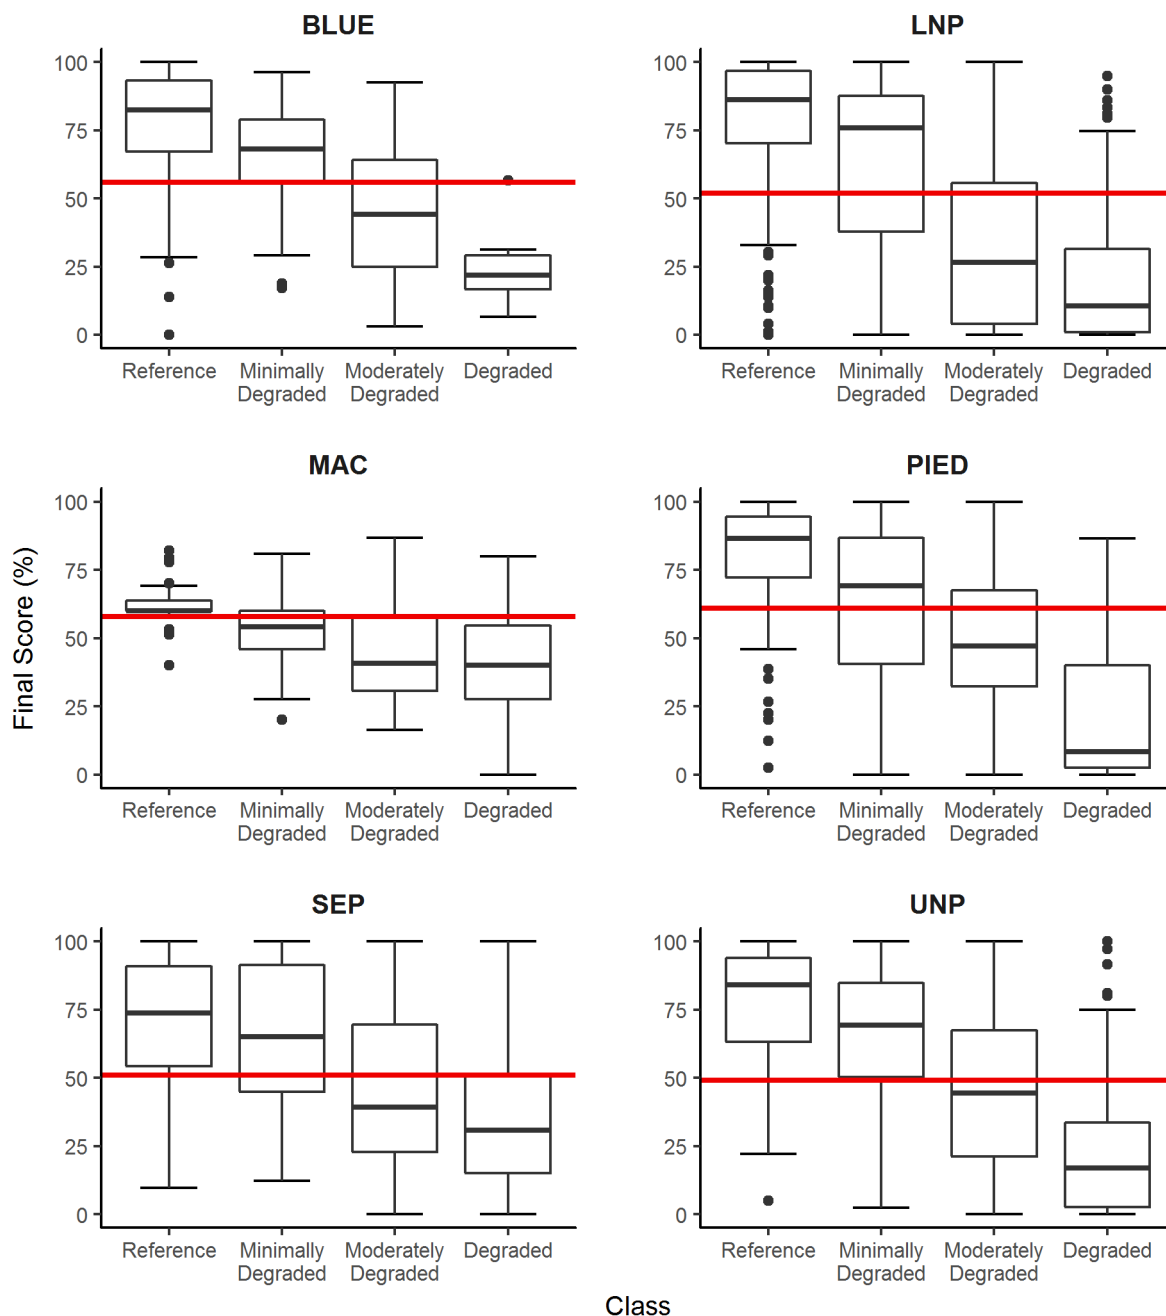 BLUE
100
75
50
25
0
Reference
Minimally
Degraded
Moderately
Degraded
Degraded
LNP
100
75
50
25
0
Reference
Minimally
Degraded
Moderately
Degraded
Degraded
MAC
100
75
50
25
0
Reference
Minimally
Degraded
Moderately
Degraded
Degraded
PIED
100
75
50
25
0
Reference
Minimally
Degraded
Moderately
Degraded
Degraded
SEP
100
75
50
25
0
Reference
Minimally
Degraded
Moderately
Degraded
Degraded
UNP
100
75
50
25
0
Reference
Minimally
Degraded
Moderately
Degraded
Degraded
Final Score (%)
Class